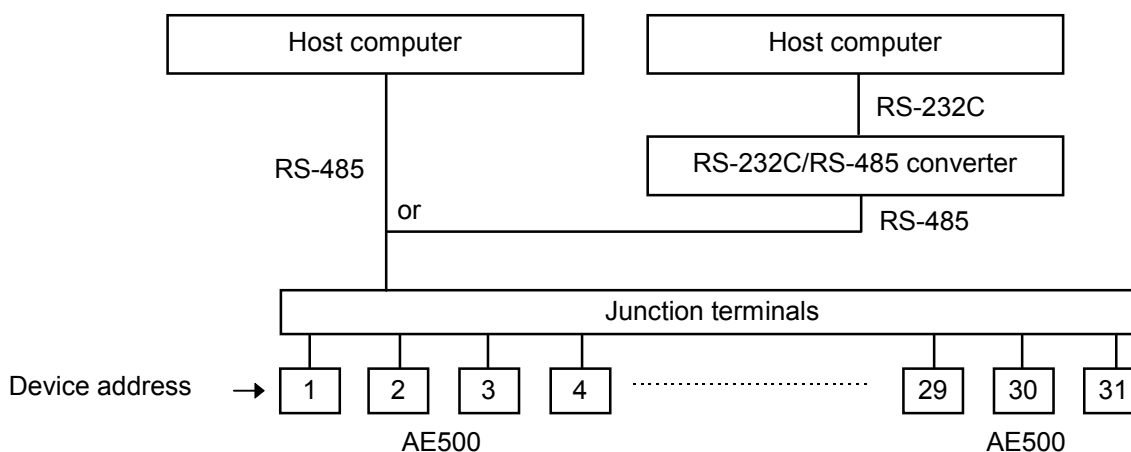 Host computer
Host computer
RS-232C
RS-485
RS-232C/RS-485 converter
or
RS-485
Junction terminals
Device address
1
2
3
4
29
30
31
AE500
AE500